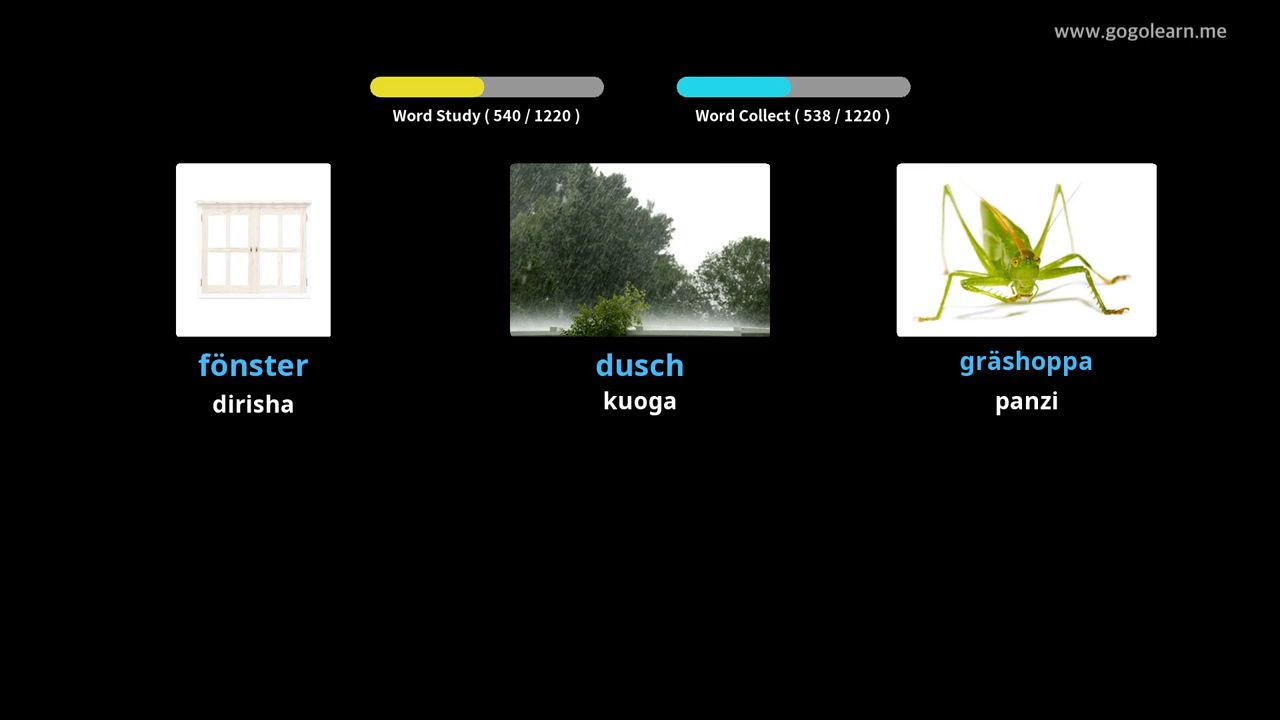 www.gogolearn.me
Word Study ( 540 / 1220 )
Word Collect ( 538 / 1220 )
fönster
dirisha
dusch
kuoga
gräshoppa
panzi